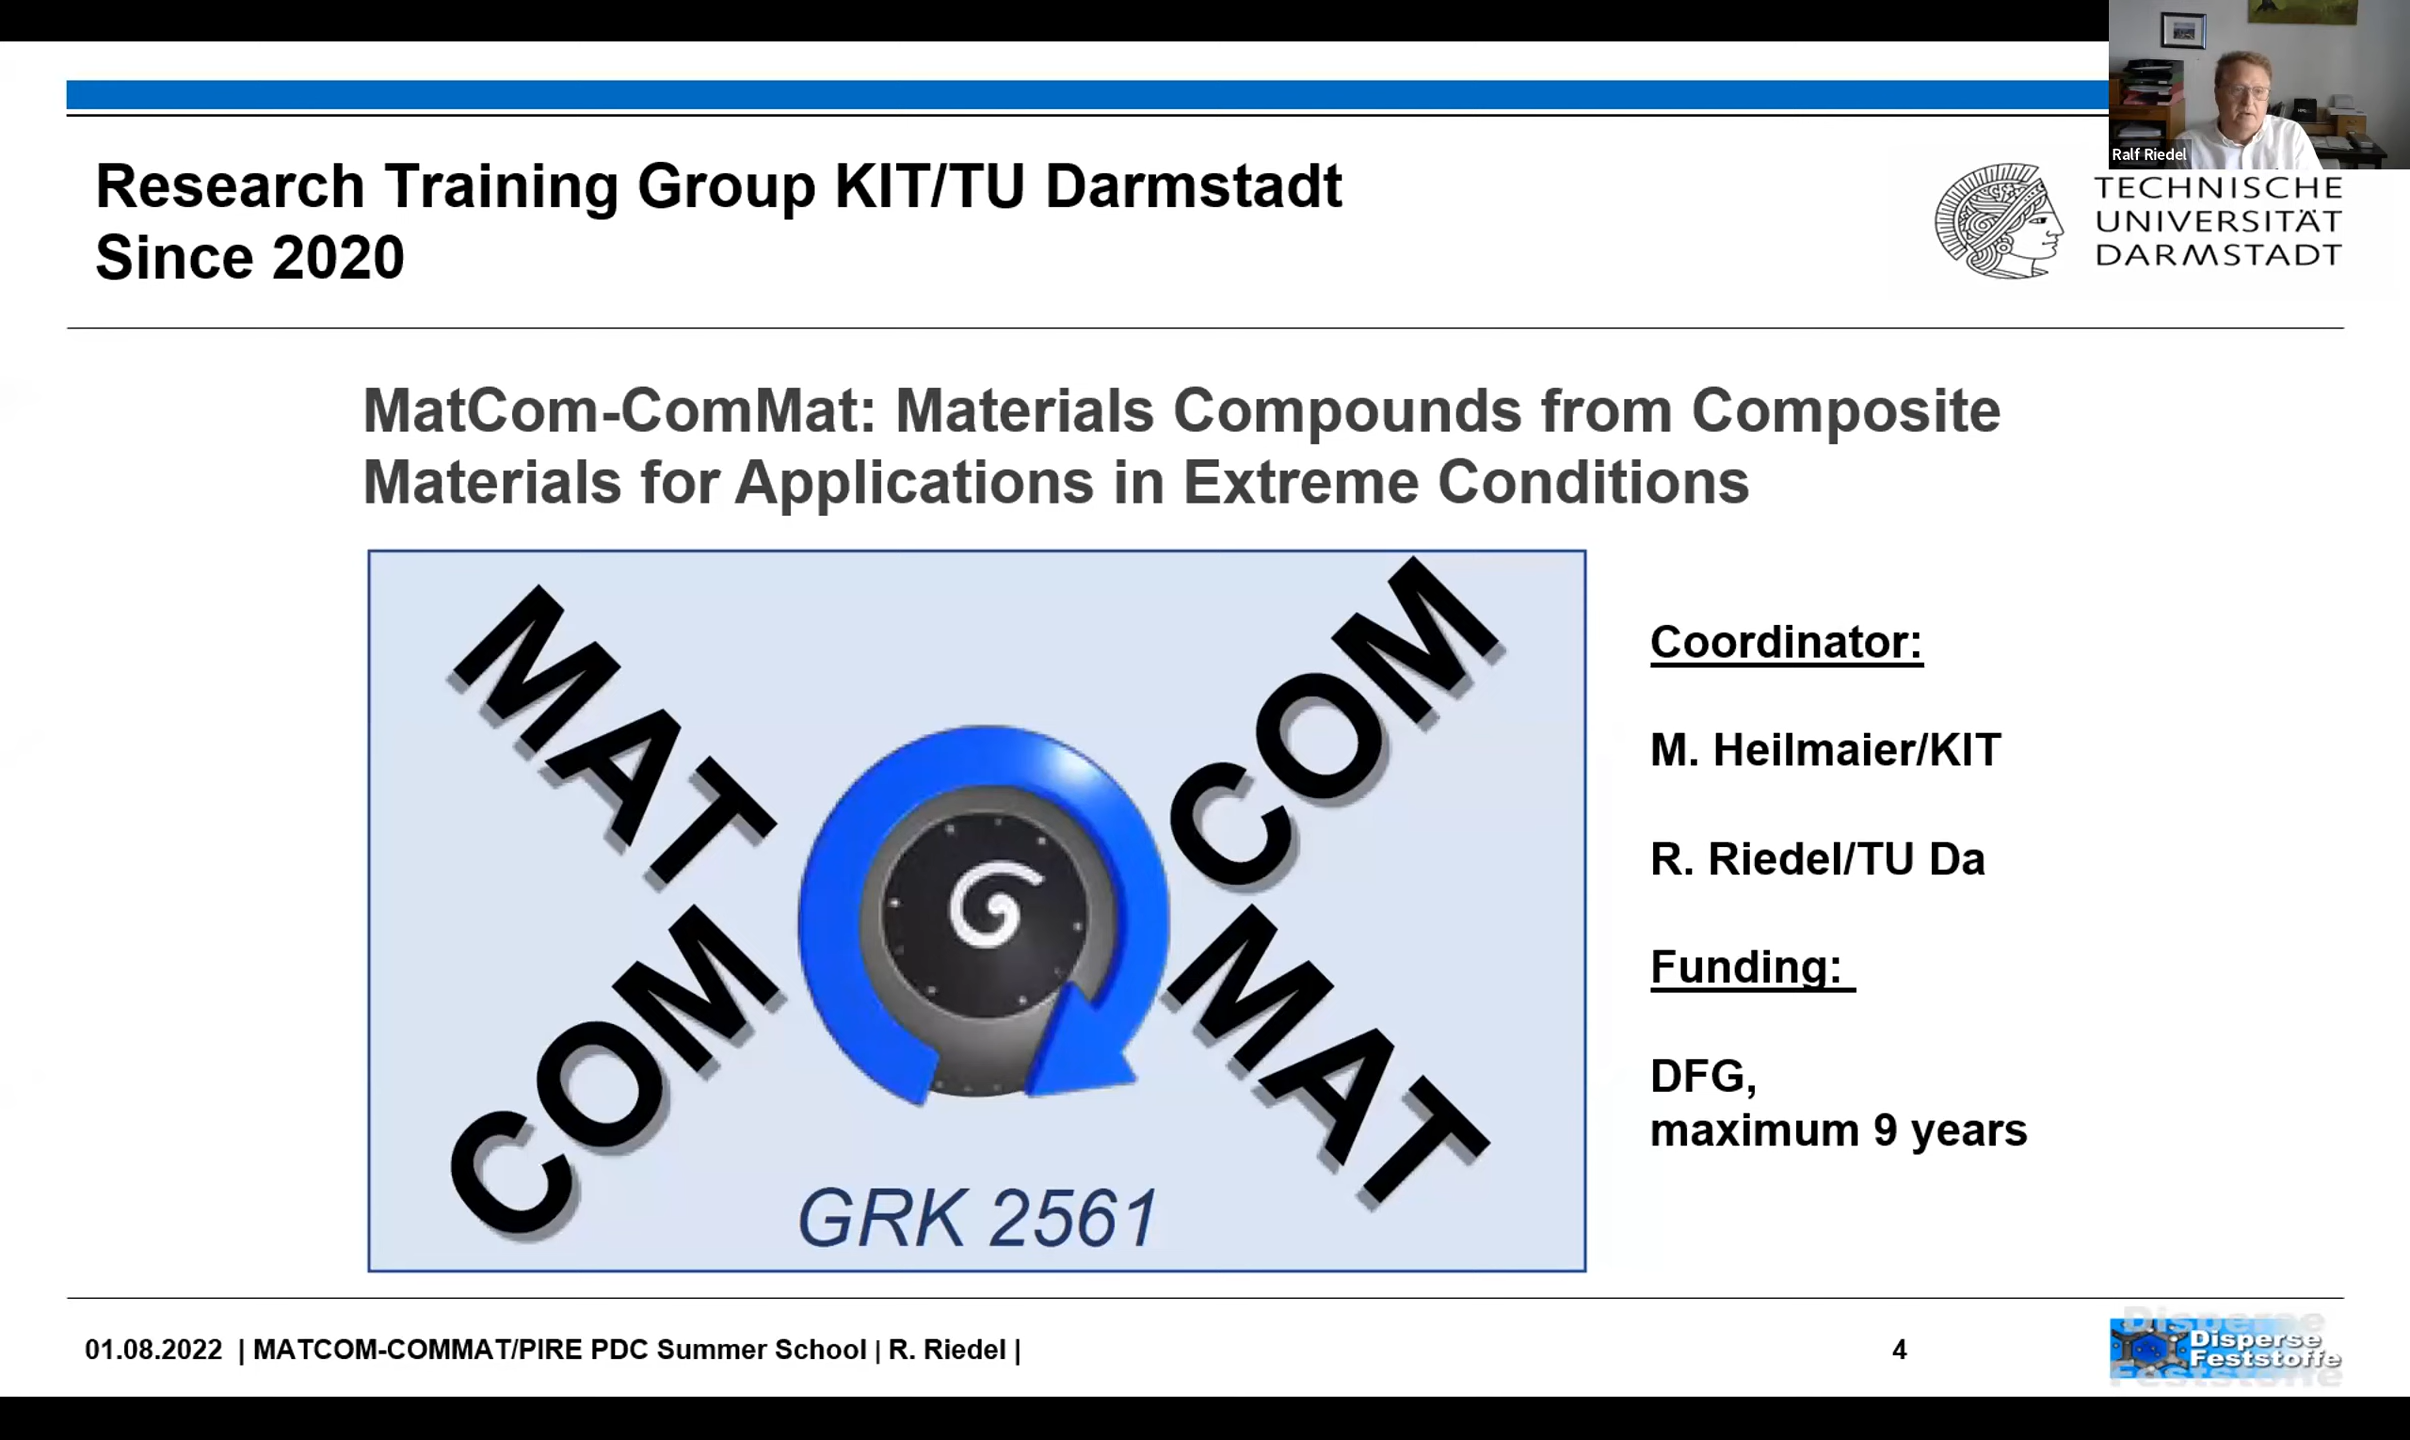 Ralf Riedel
Research Training Group KIT/TU Darmstadt
Since 2020
TECHNISCHE
UNIVERSITÄT
DARMSTADT
MatCom-ComMat: Materials Compounds from Composite
Materials for Applications in Extreme Conditions
MAT
COM
COM
MAT
GRK 2561
Coordinator:
M. Heilmaier/KIT
R. Riedel/TU Da
Funding:
DFG,
maximum 9 years
01.08.2022 | MATCOM-COMMAT/PIRE PDC Summer School | R. Riedel |
4
Disperse
Disperse
Feststoffe
Feststoffe